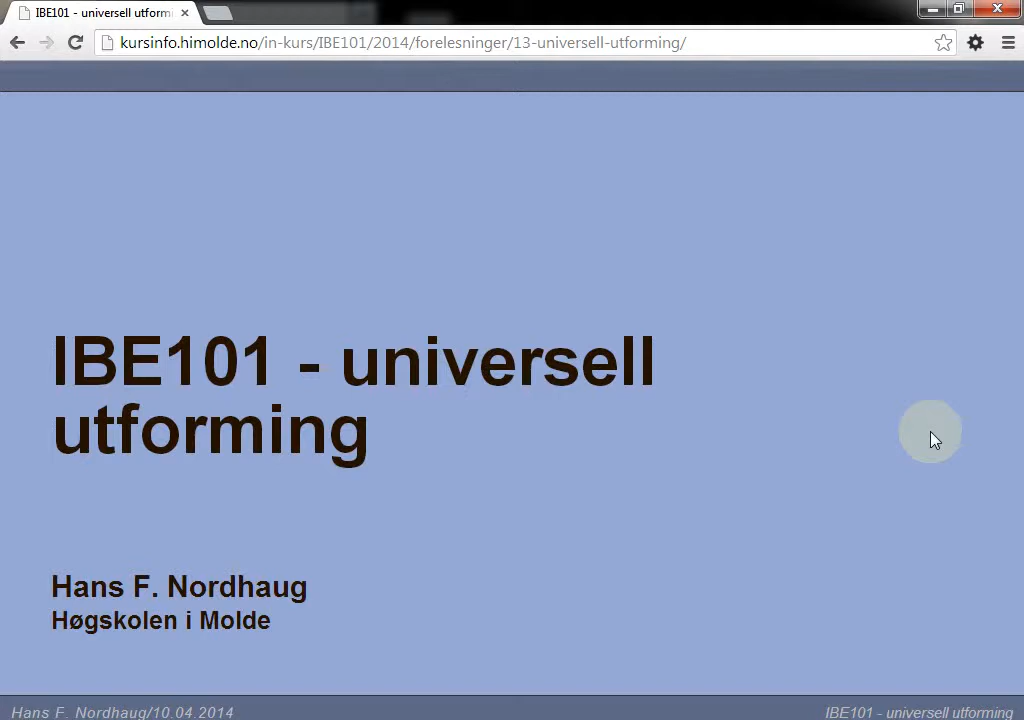 IBE101 - universell utformi
kursinfo.himolde.no/in-kurs/IBE101/2014/forelesninger/13-universell-utforming/
IBE101 - universell
utforming
Hans F. Nordhaug
Høgskolen i Molde
Hans F. Nordhaug/10.04.2014
IBE101 - universell utforming